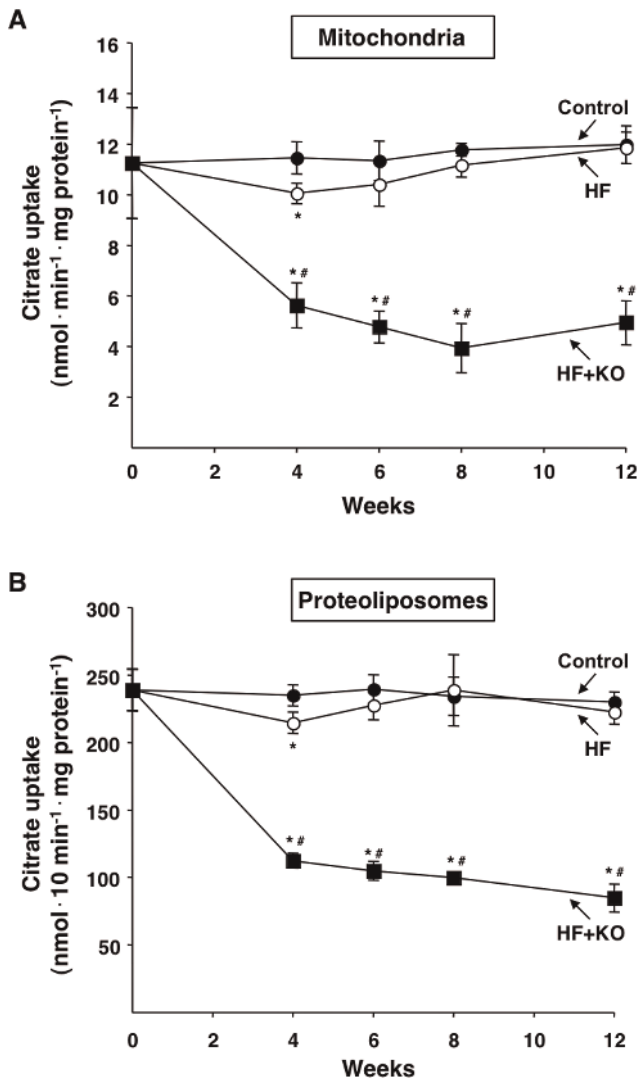 A
Mitochondria
16
14
12
10
8
6
4
2
Citrate uptake
(nmol · min⁻¹ · mg protein⁻¹)
Control
HF
*
* #
* #
* #
* #
HF+KO
0
2
4
6
8
10
12
Weeks
B
Proteoliposomes
300
250
200
150
100
50
Citrate uptake
(nmol · 10 min⁻¹ · mg protein⁻¹)
Control
HF
*
* #
* #
* #
* #
HF+KO
0
2
4
6
8
10
12
Weeks